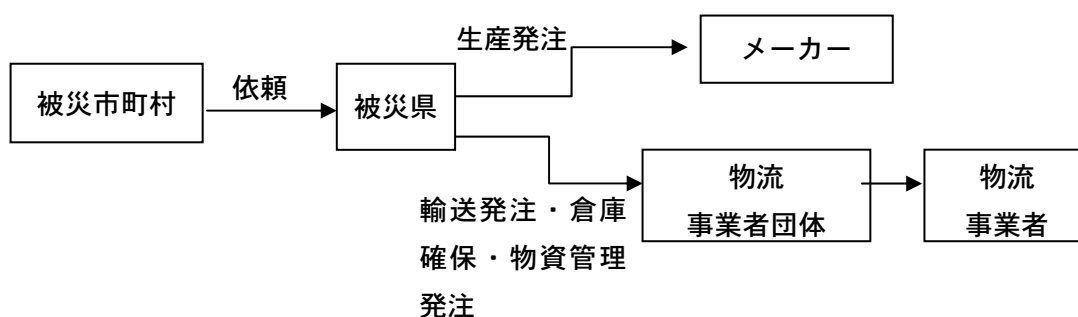 生産発注
メーカー
被災市町村
依頼
被災県
物流
事業者団体
物流
事業者
輸送発注・倉庫
確保・物資管理
発注